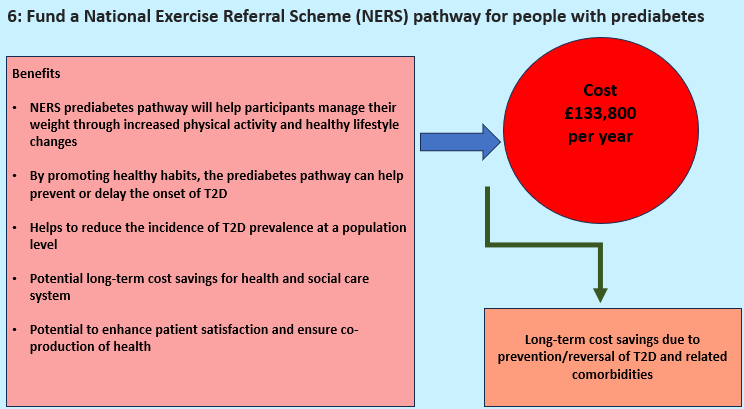 6: Fund a National Exercise Referral Scheme (NERS) pathway for people with prediabetes
Benefits
• NERS prediabetes pathway will help participants manage their
weight through increased physical activity and healthy lifestyle
changes
• By promoting healthy habits, the prediabetes pathway can help
prevent or delay the onset of T2D
• Helps to reduce the incidence of T2D prevalence at a population
level
• Potential long-term cost savings for health and social care
system
• Potential to enhance patient satisfaction and ensure co-
production of health
Cost
£133,800
per year
Long-term cost savings due to
prevention/reversal of T2D and related
comorbidities